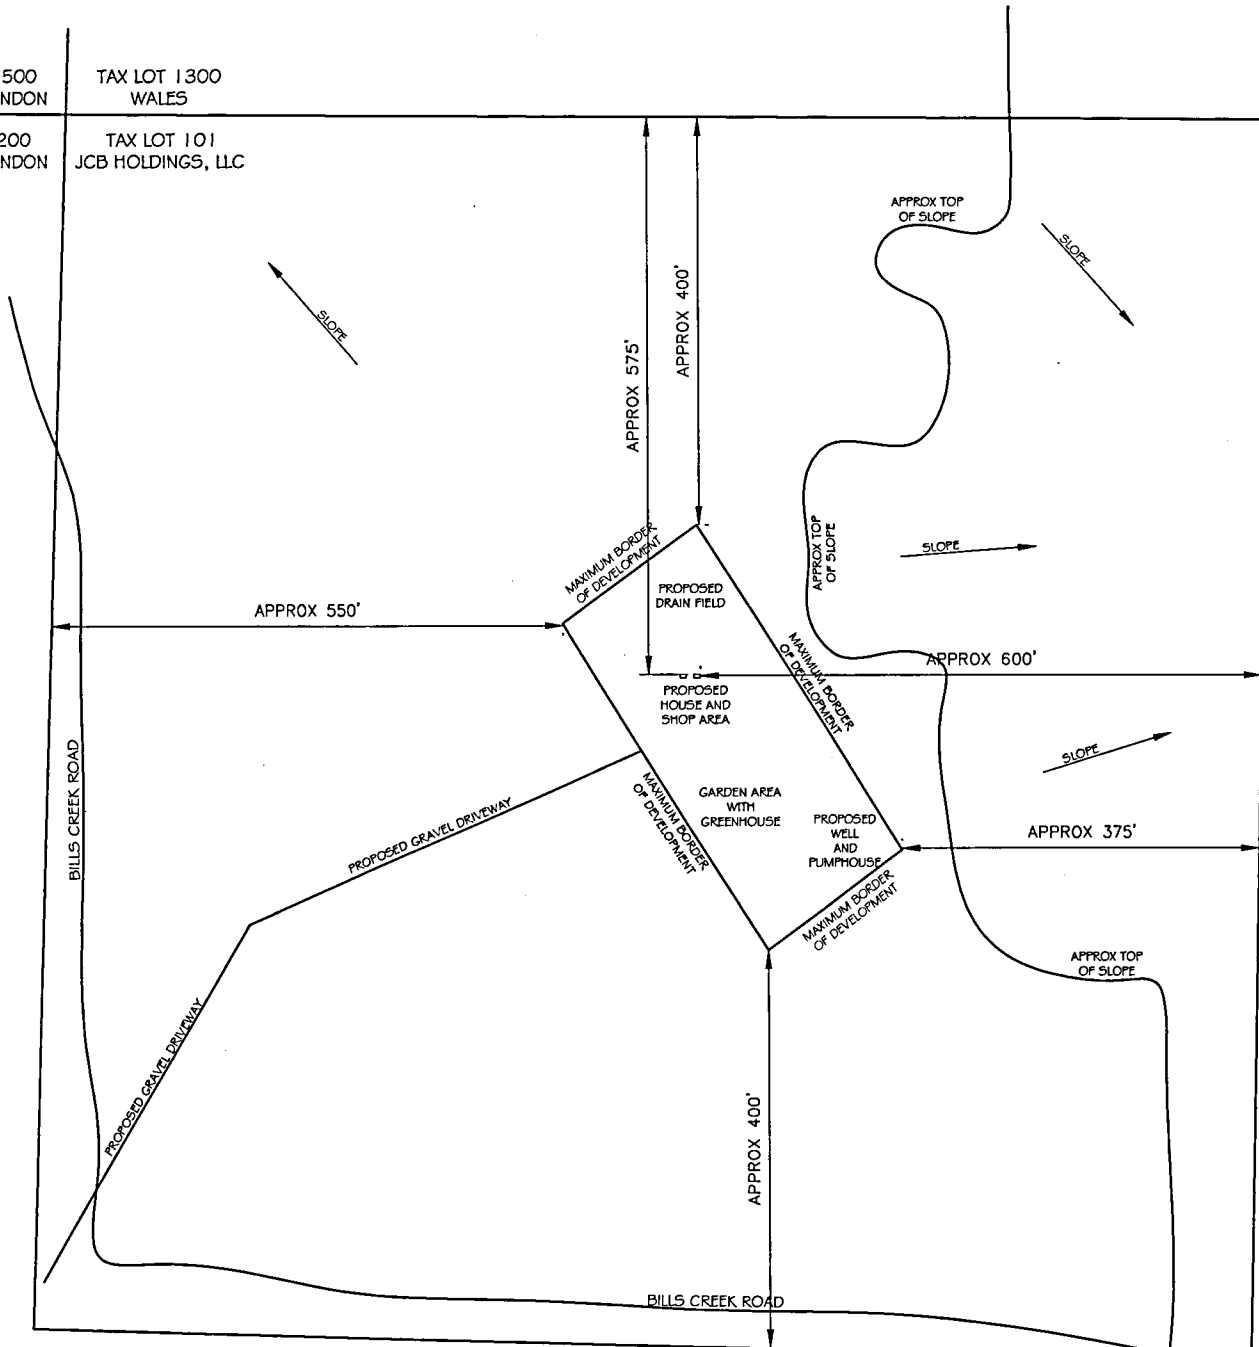 500
NDON
TAX LOT 1300
WALES
200
NDON
TAX LOT 101
JCB HOLDINGS, LLC
APPROX TOP
OF SLOPE
SLOPE
SLOPE
APPROX 400'
APPROX 575'
MAXIMUM BORDER
OF DEVELOPMENT
APPROX TOP
OF SLOPE
SLOPE
PROPOSED
DRAIN FIELD
APPROX 550'
MAXIMUM BORDER
OF DEVELOPMENT
APPROX 600'
PROPOSED
HOUSE AND
SHOP AREA
SLOPE
BILLS CREEK ROAD
MAXIMUM BORDER
OF DEVELOPMENT
GARDEN AREA
WITH
GREENHOUSE
PROPOSED
WELL
AND
PUMPHOUSE
APPROX 375'
PROPOSED GRAVEL DRIVEWAY
MAXIMUM BORDER
OF DEVELOPMENT
APPROX TOP
OF SLOPE
PROPOSED GRAVEL DRIVEWAY
APPROX 400'
BILLS CREEK ROAD